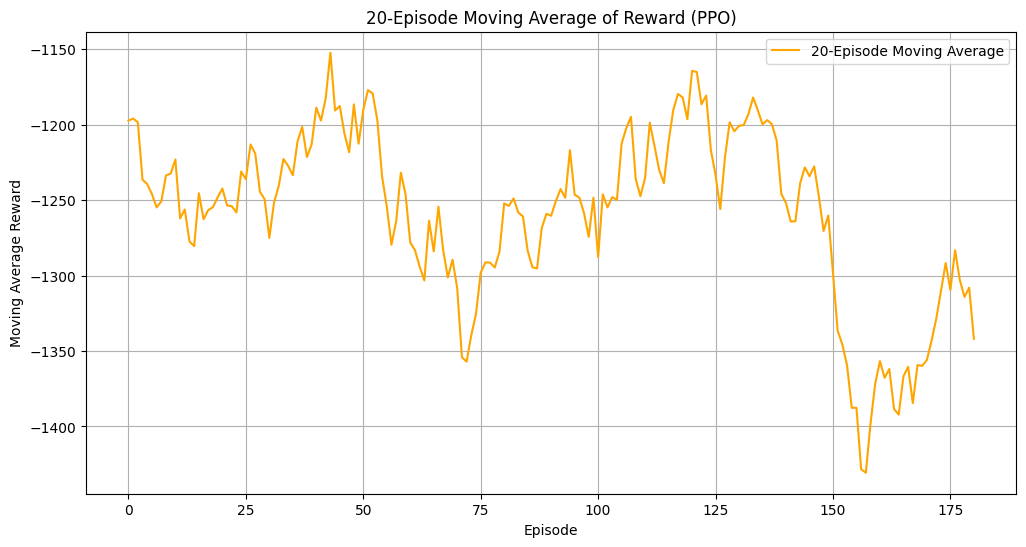 20-Episode Moving Average of Reward (PPO)
20-Episode Moving Average
−1150
−1200
−1250
−1300
−1350
−1400
Moving Average Reward
0 25 50 75 100 125 150 175
Episode